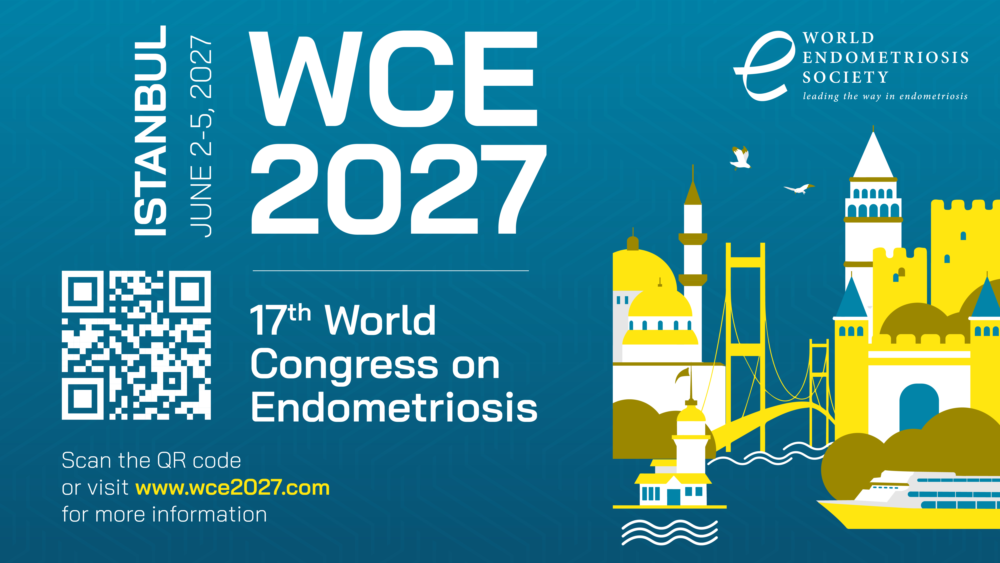 ISTANBUL
JUNE 2-5, 2027
WCE
2027
17th World
Congress on
Endometriosis
Scan the QR code
or visit www.wce2027.com
for more information
WORLD
ENDOMETRIOSIS
SOCIETY
leading the way in endometriosis